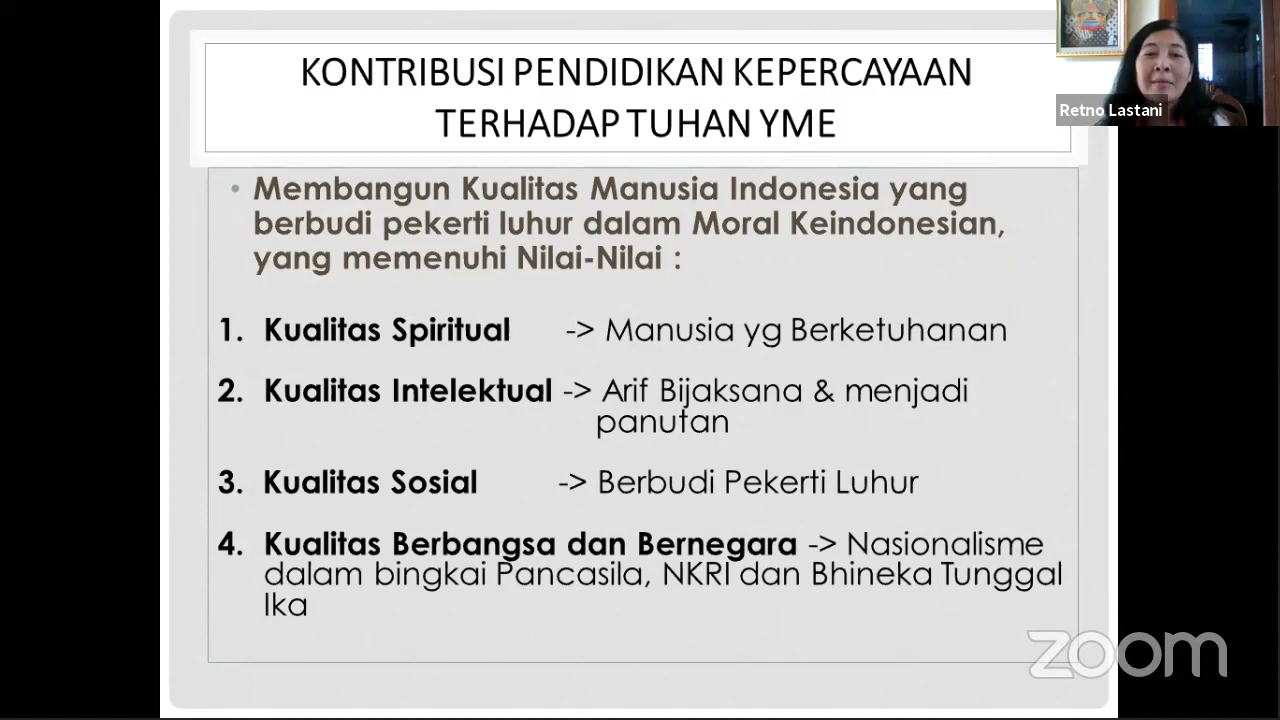 KONTRIBUSI PENDIDIKAN KEPERCAYAAN
TERHADAP TUHAN YME
Retno Lastani
• Membangun Kualitas Manusia Indonesia yang
berbudi pekerti luhur dalam Moral Keindonesian,
yang memenuhi Nilai-Nilai :
1. Kualitas Spiritual -> Manusia yg Berketuhanan
2. Kualitas Intelektual -> Arif Bijaksana & menjadi
panutan
3. Kualitas Sosial -> Berbudi Pekerti Luhur
4. Kualitas Berbangsa dan Bernegara -> Nasionalisme
dalam bingkai Pancasila, NKRI dan Bhineka Tunggal
Ika
zoom